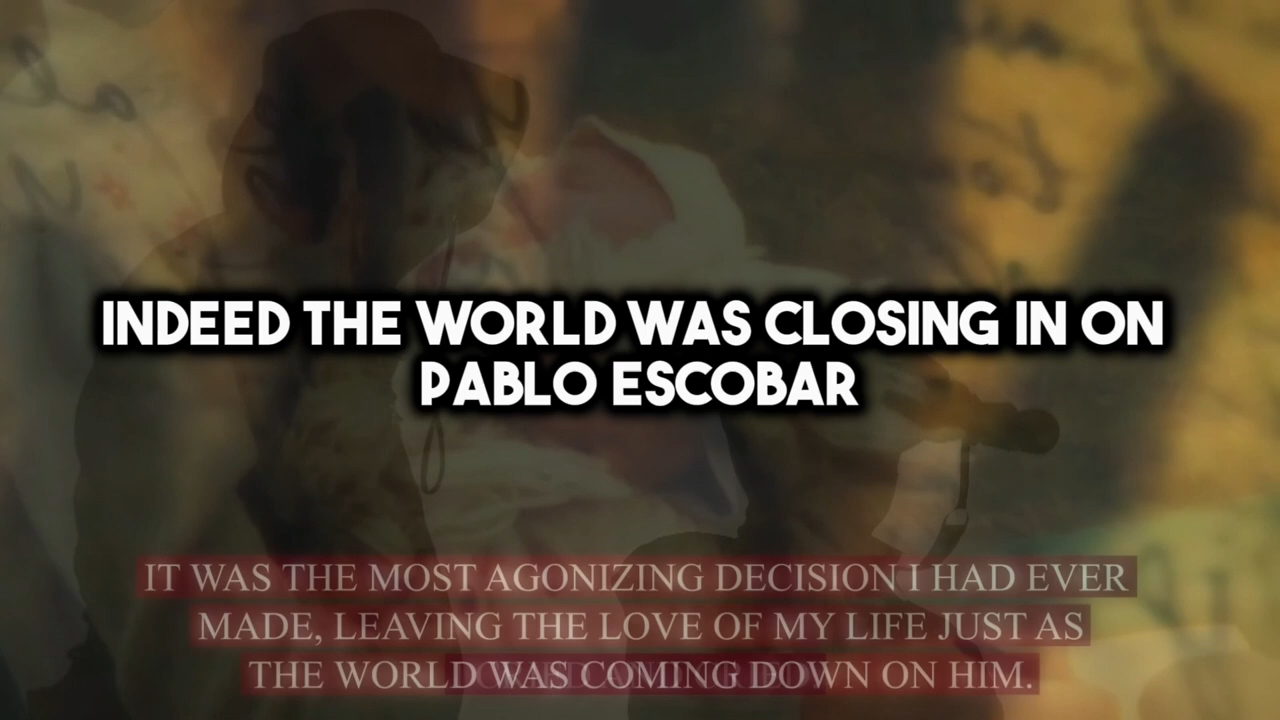 INDEED THE WORLD WAS CLOSING IN ON
PABLO ESCOBAR
IT WAS THE MOST AGONIZING DECISION I HAD EVER
MADE, LEAVING THE LOVE OF MY LIFE JUST AS
THE WORLD WAS COMING DOWN ON HIM.